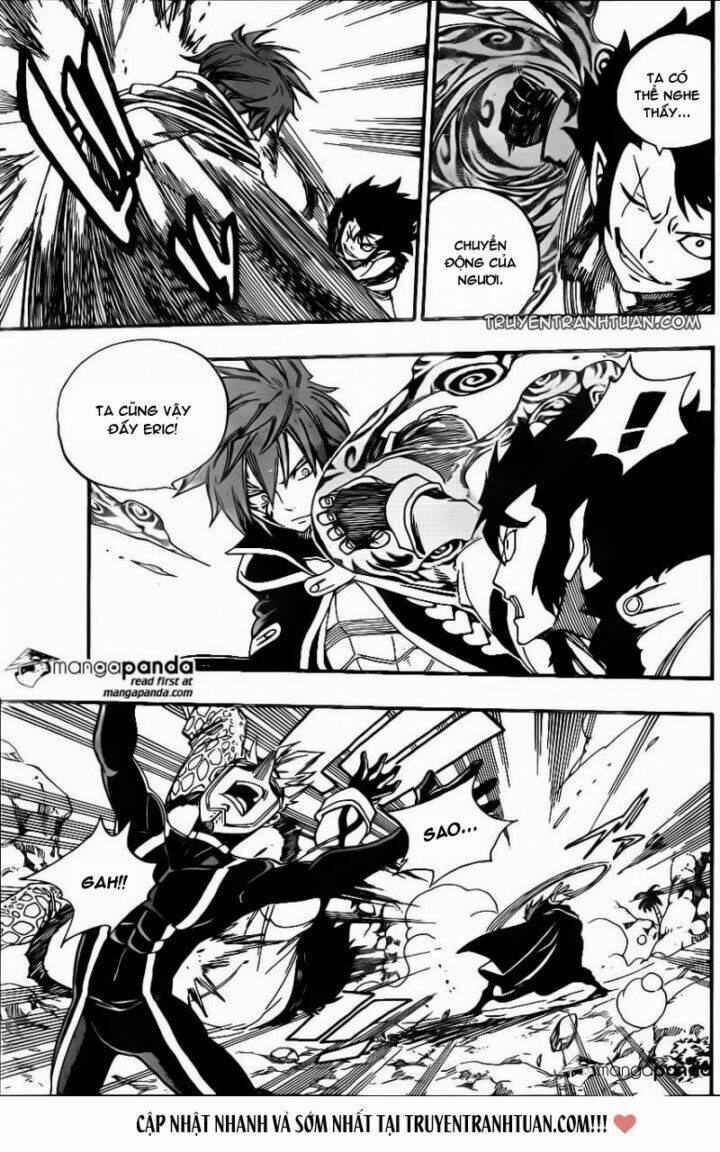 TA CÓ
THỂ NGHE
THẤY...
CHUYỂN
ĐỘNG CỦA
NGƯƠI.
TRUYENTRANHTUAN.COM
TA CŨNG VẬY
ĐẤY ERIC!
!
mangapanda
read first at
mangapanda.com
SAO...
GAH!!
mangapanda
CẬP NHẬT NHANH VÀ SỚM NHẤT TẠI TRUYENTRANHTUAN.COM!!! ❤